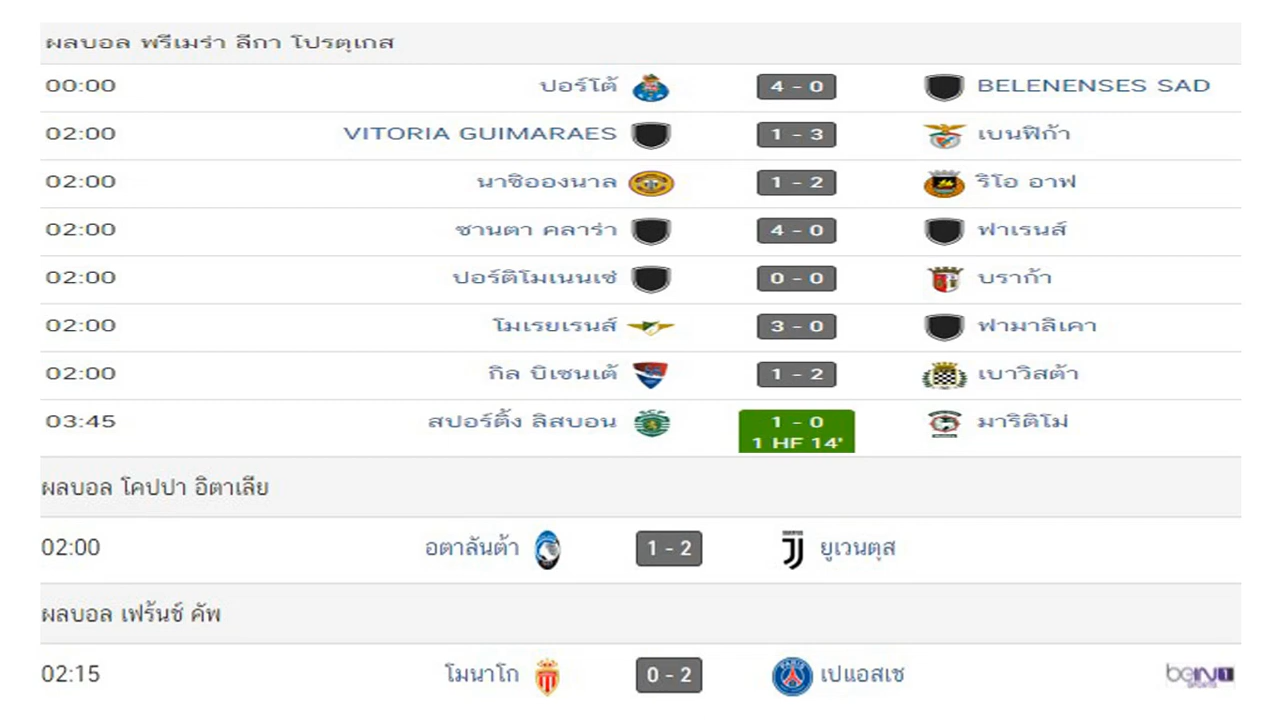 ผลบอล พรีเมร่า ลีกา โปรตุเกส
00:00 ปอร์โต้ 4 - 0 BELENENSES SAD
02:00 VITORIA GUIMARAES 1 - 3 เบนฟิก้า
02:00 นาซิอองนาล 1 - 2 ริโอ อาฟ
02:00 ซานตา คลาร่า 4 - 0 ฟาเรนส์
02:00 ปอร์ติโมเนนเซ่ 0 - 0 บราก้า
02:00 โมเรยเรนส์ 3 - 0 ฟามาลิเคา
02:00 กิล บิเซนเต้ 1 - 2 เบาวิสต้า
03:45 สปอร์ติ้ง ลิสบอน 1 - 0 มาริติโม่
1 HF 14'
ผลบอล โคปปา อิตาเลีย
02:00 อตาลันต้า 1 - 2 ยูเวนตุส
ผลบอล เฟร้นช์ คัพ
02:15 โมนาโก 0 - 2 เปแอสเช beIN 1